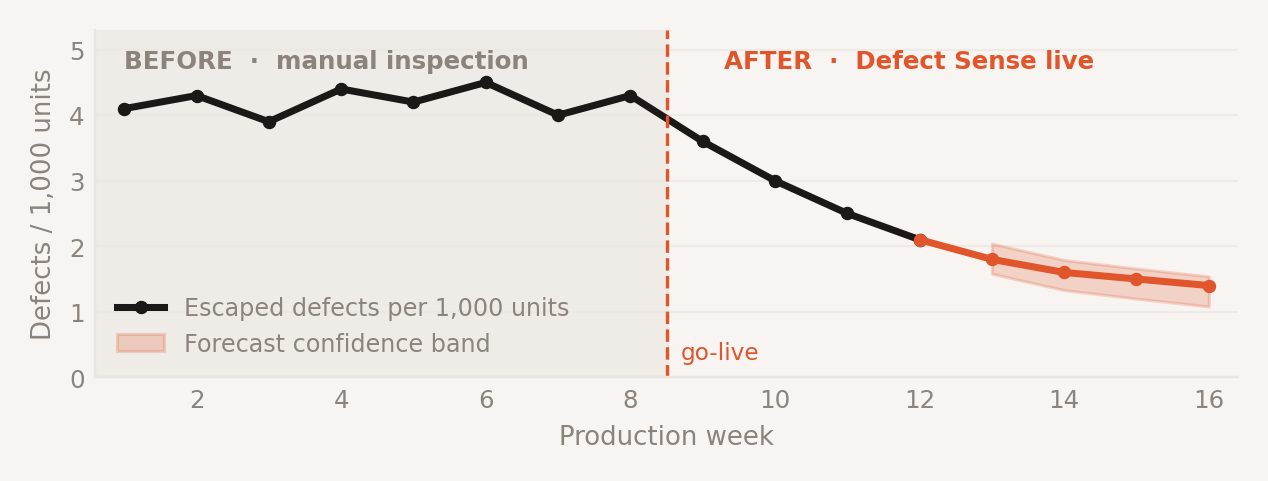 BEFORE · manual inspection
AFTER · Defect Sense live
Defects / 1,000 units
5
4
3
2
1
0
Escaped defects per 1,000 units
Forecast confidence band
go-live
2 4 6 8 10 12 14 16
Production week